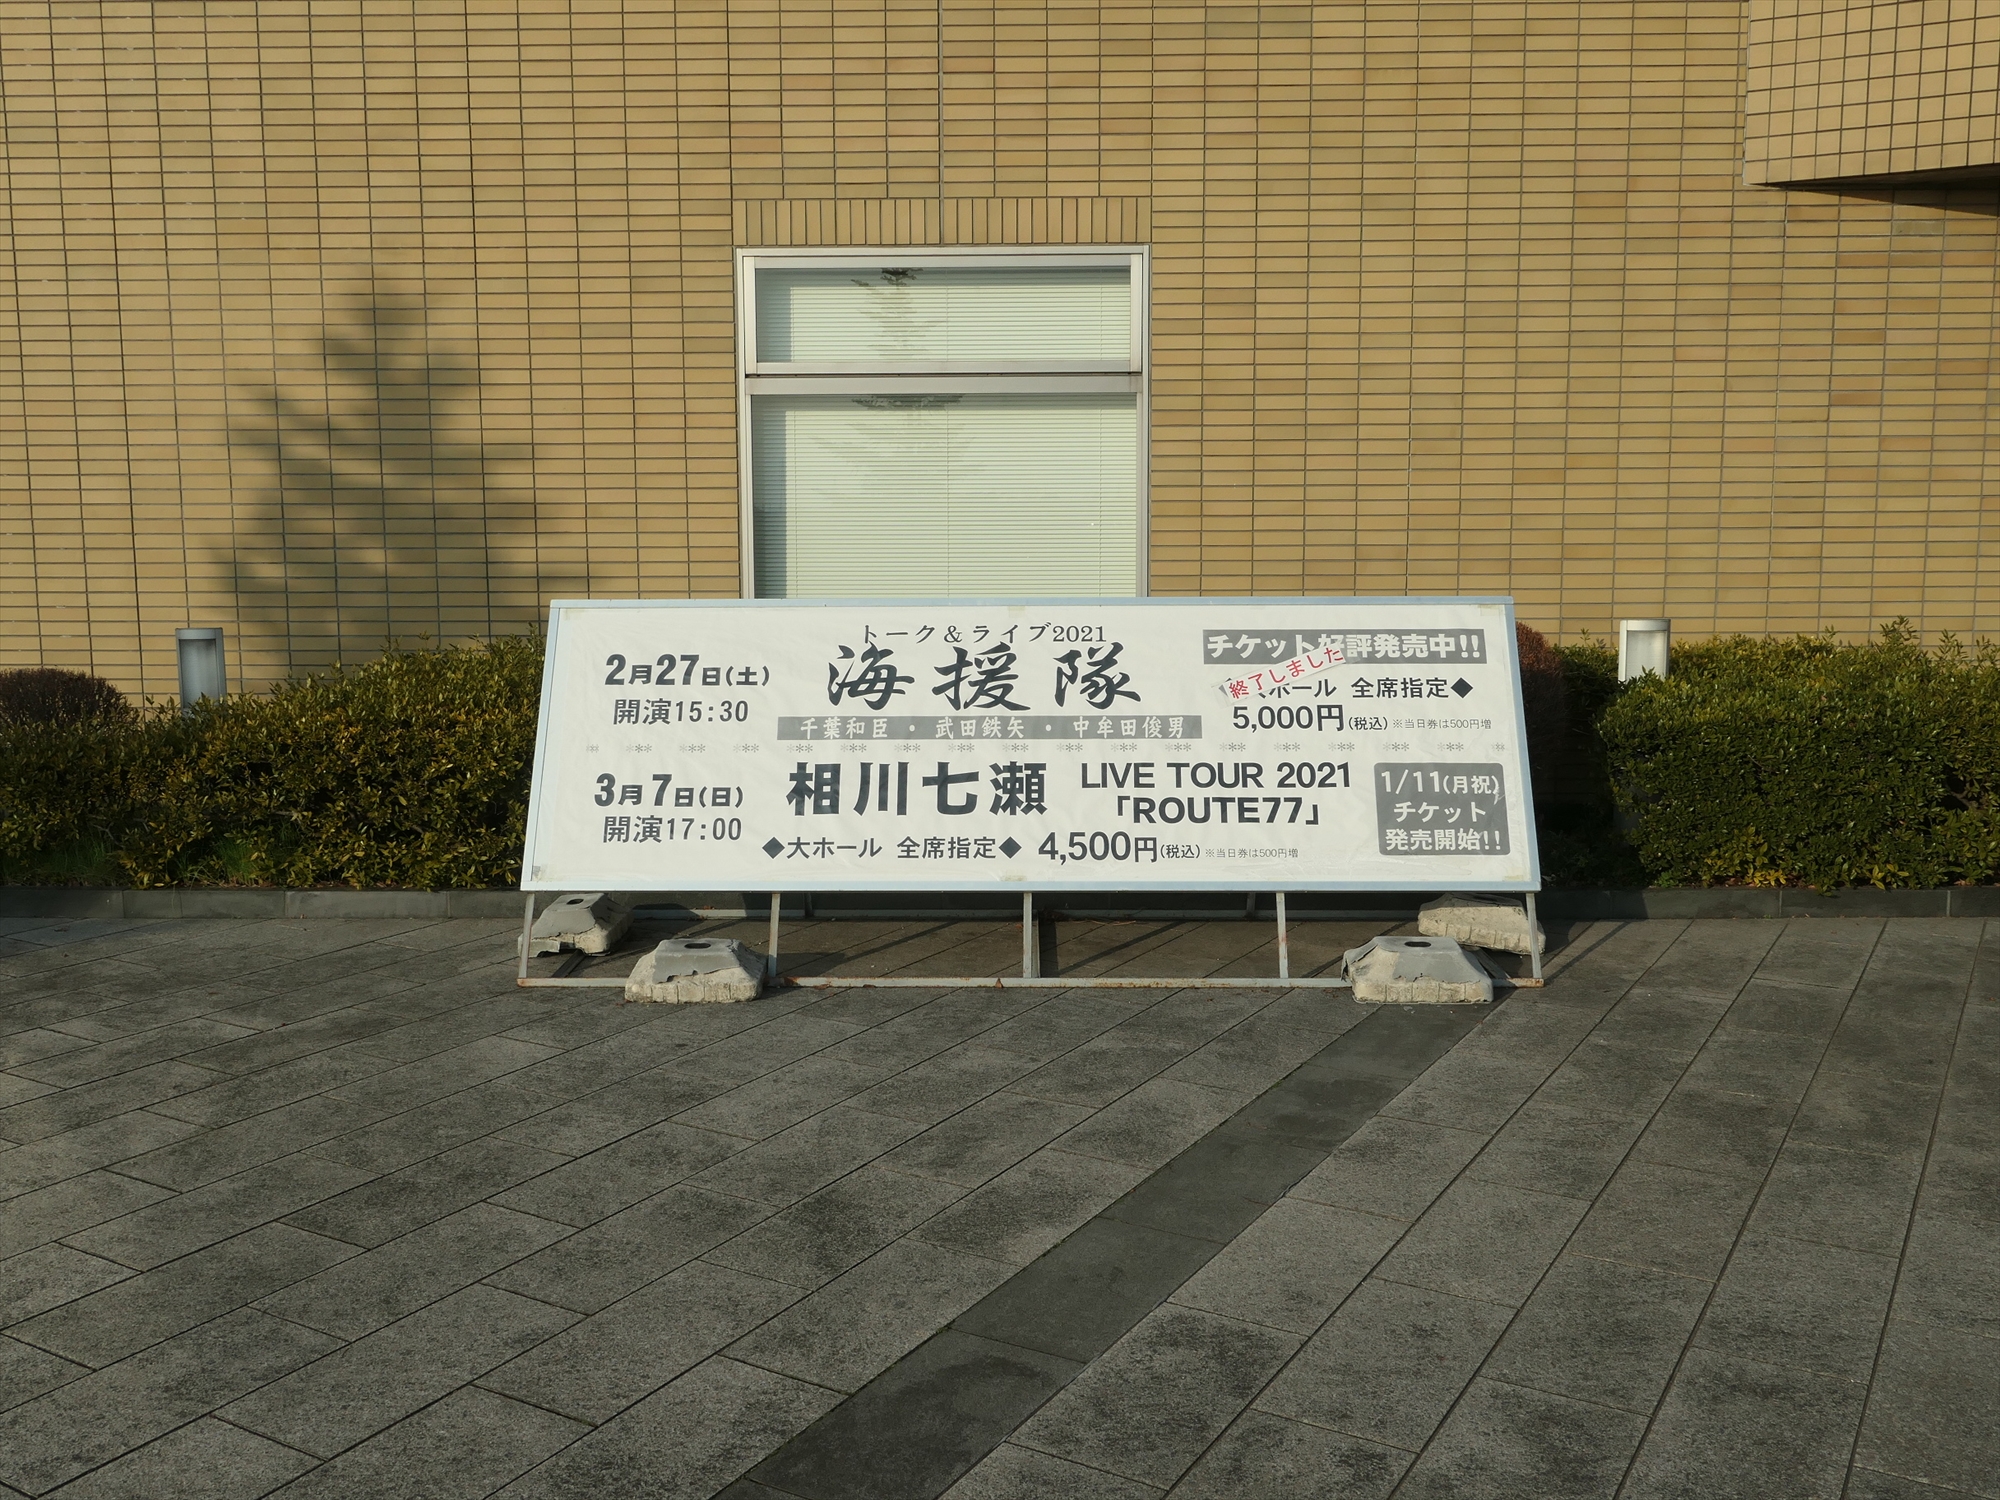 トーク&ライブ2021
2月27日(土)
開演15:30
海援隊
千葉和臣・武田鉄矢・中牟田俊男
チケット好評発売中!!
終了しました
ホール 全席指定◆
5,000円(税込) ※当日券は500円増
3月7日(日)
開演17:00
相川七瀬
LIVE TOUR 2021
「ROUTE77」
◆大ホール 全席指定◆ 4,500円(税込) ※当日券は500円増
1/11(月祝)
チケット
発売開始!!